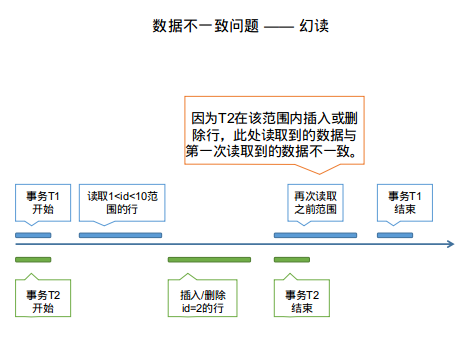 数据不一致问题 —— 幻读
因为T2在该范围内插入或删
除行，此处读取到的数据与
第一次读取到的数据不一致。
事务T1
开始
读取1<id<10范
围的行
再次读取
之前范围
事务T1
结束
事务T2
开始
插入/删除
id=2的行
事务T2
结束